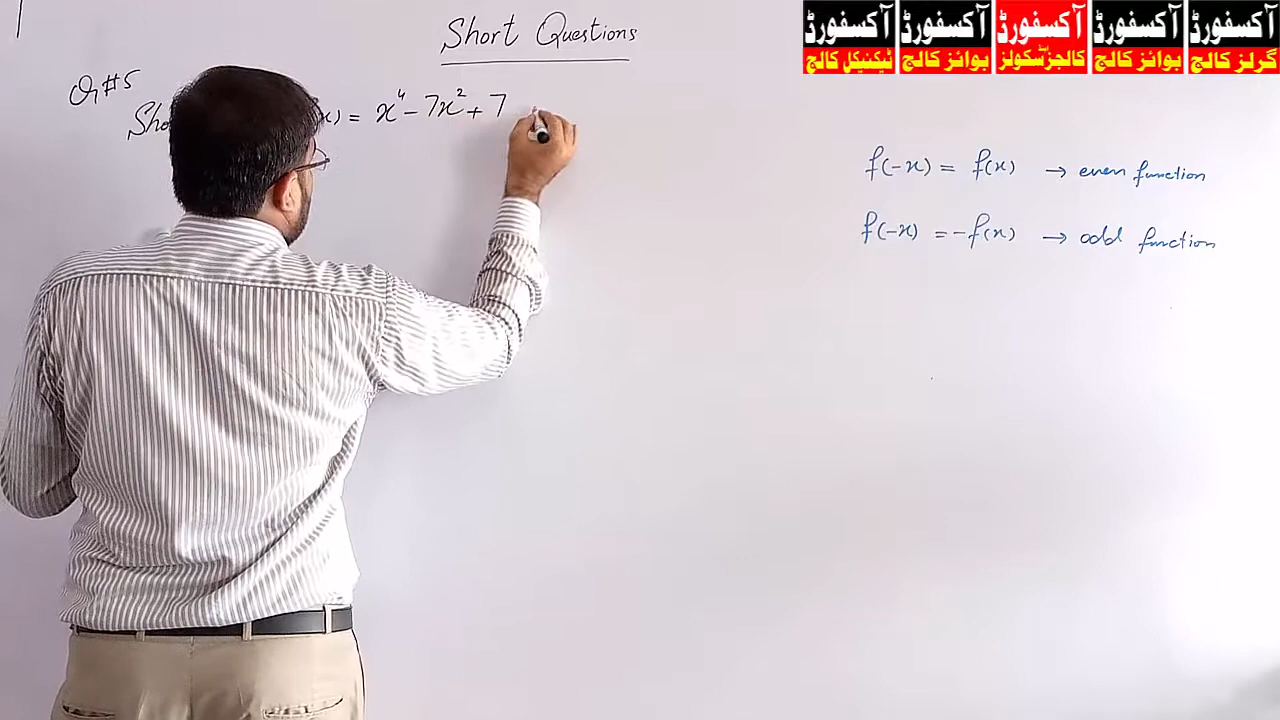 Short Questions
Q#5
x) = x⁴ - 7x² + 7
f(-x) = f(x) → even function
f(-x) = -f(x) → odd function
آکسفورڈ ٹیکنیکل کالج
آکسفورڈ بوائز کالج
آکسفورڈ کالجز اینڈ سکولز
آکسفورڈ بوائز کالج
آکسفورڈ گرلز کالج